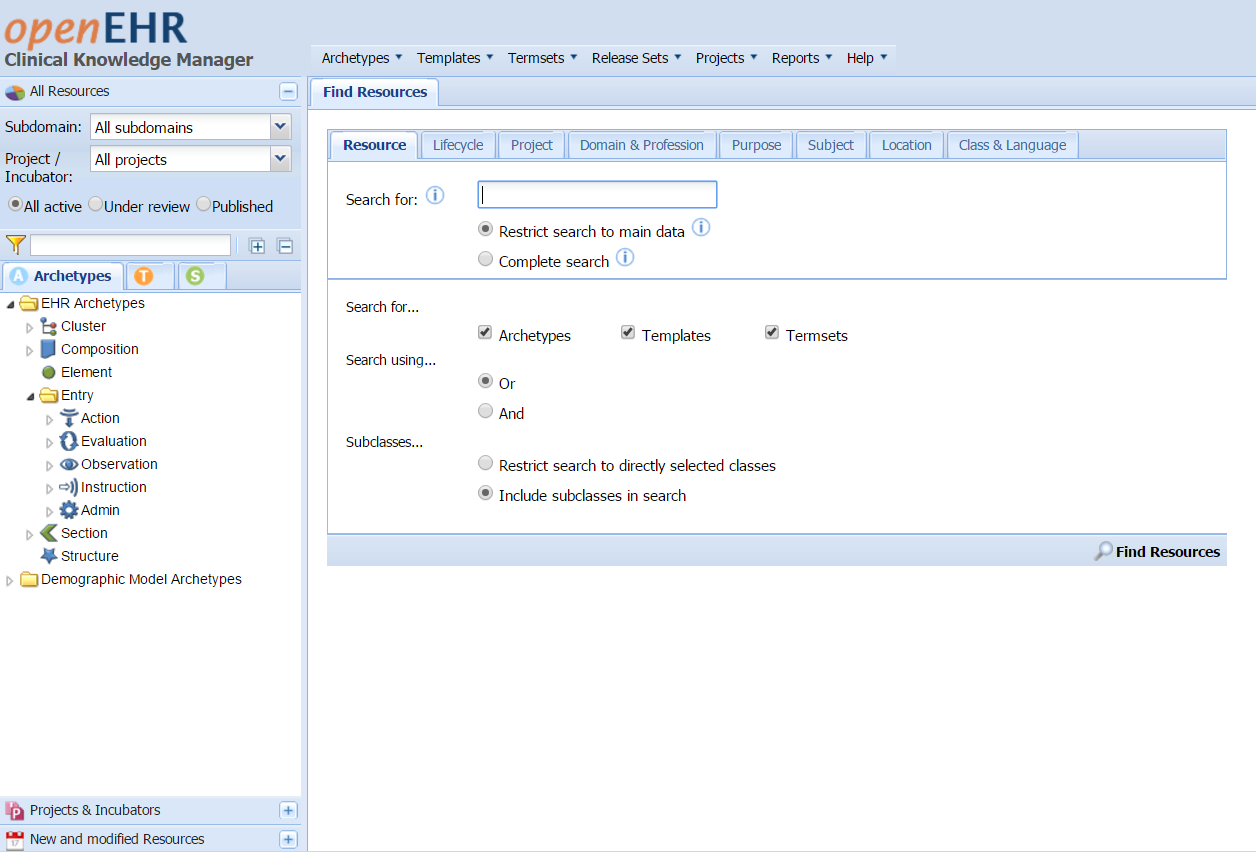 openEHR
Clinical Knowledge Manager
Archetypes Templates Termsets Release Sets Projects Reports Help
All Resources
Subdomain: All subdomains
Project / Incubator: All projects
All active Under review Published
A Archetypes T S
EHR Archetypes
Cluster
Composition
Element
Entry
Action
Evaluation
Observation
Instruction
Admin
Section
Structure
Demographic Model Archetypes
P Projects & Incubators
17 New and modified Resources
Find Resources
Resource Lifecycle Project Domain & Profession Purpose Subject Location Class & Language
Search for: i
Restrict search to main data i
Complete search i
Search for...
Archetypes Templates Termsets
Search using...
Or
And
Subclasses...
Restrict search to directly selected classes
Include subclasses in search
Find Resources